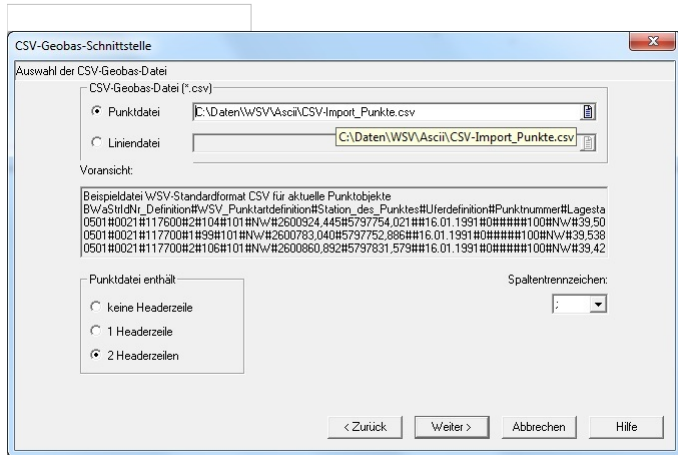 CSV-Geobas-Schnittstelle
Auswahl der CSV-Geobas-Datei
CSV-Geobas-Datei (*.csv)
Punktdatei C:\Daten\WSV\Ascii\CSV-Import_Punkte.csv
Liniendatei C:\Daten\WSV\Ascii\CSV-Import_Punkte.csv
Voransicht:
Beispieldatei WSV-Standardformat CSV für aktuelle Punktobjekte
BWaStrIdNr_Definition#WSV_Punktartdefinition#Station_des_Punktes#Uferdefinition#Punktnummer#Lagesta
0501#0021#117600#2#104#101#NW#2600924,445#5797754,021##16.01.1991#0#####100#NW#39,50
0501#0021#117700#1#99#101#NW#2600783,040#5797752,886##16.01.1991#0#####100#NW#39,538
0501#0021#117700#2#106#101#NW#2600860,892#5797831,579##16.01.1991#0#####100#NW#39,42
Punktdatei enthält
Spaltentrennzeichen:
keine Headerzeile
;
1 Headerzeile
2 Headerzeilen
< Zurück Weiter > Abbrechen Hilfe